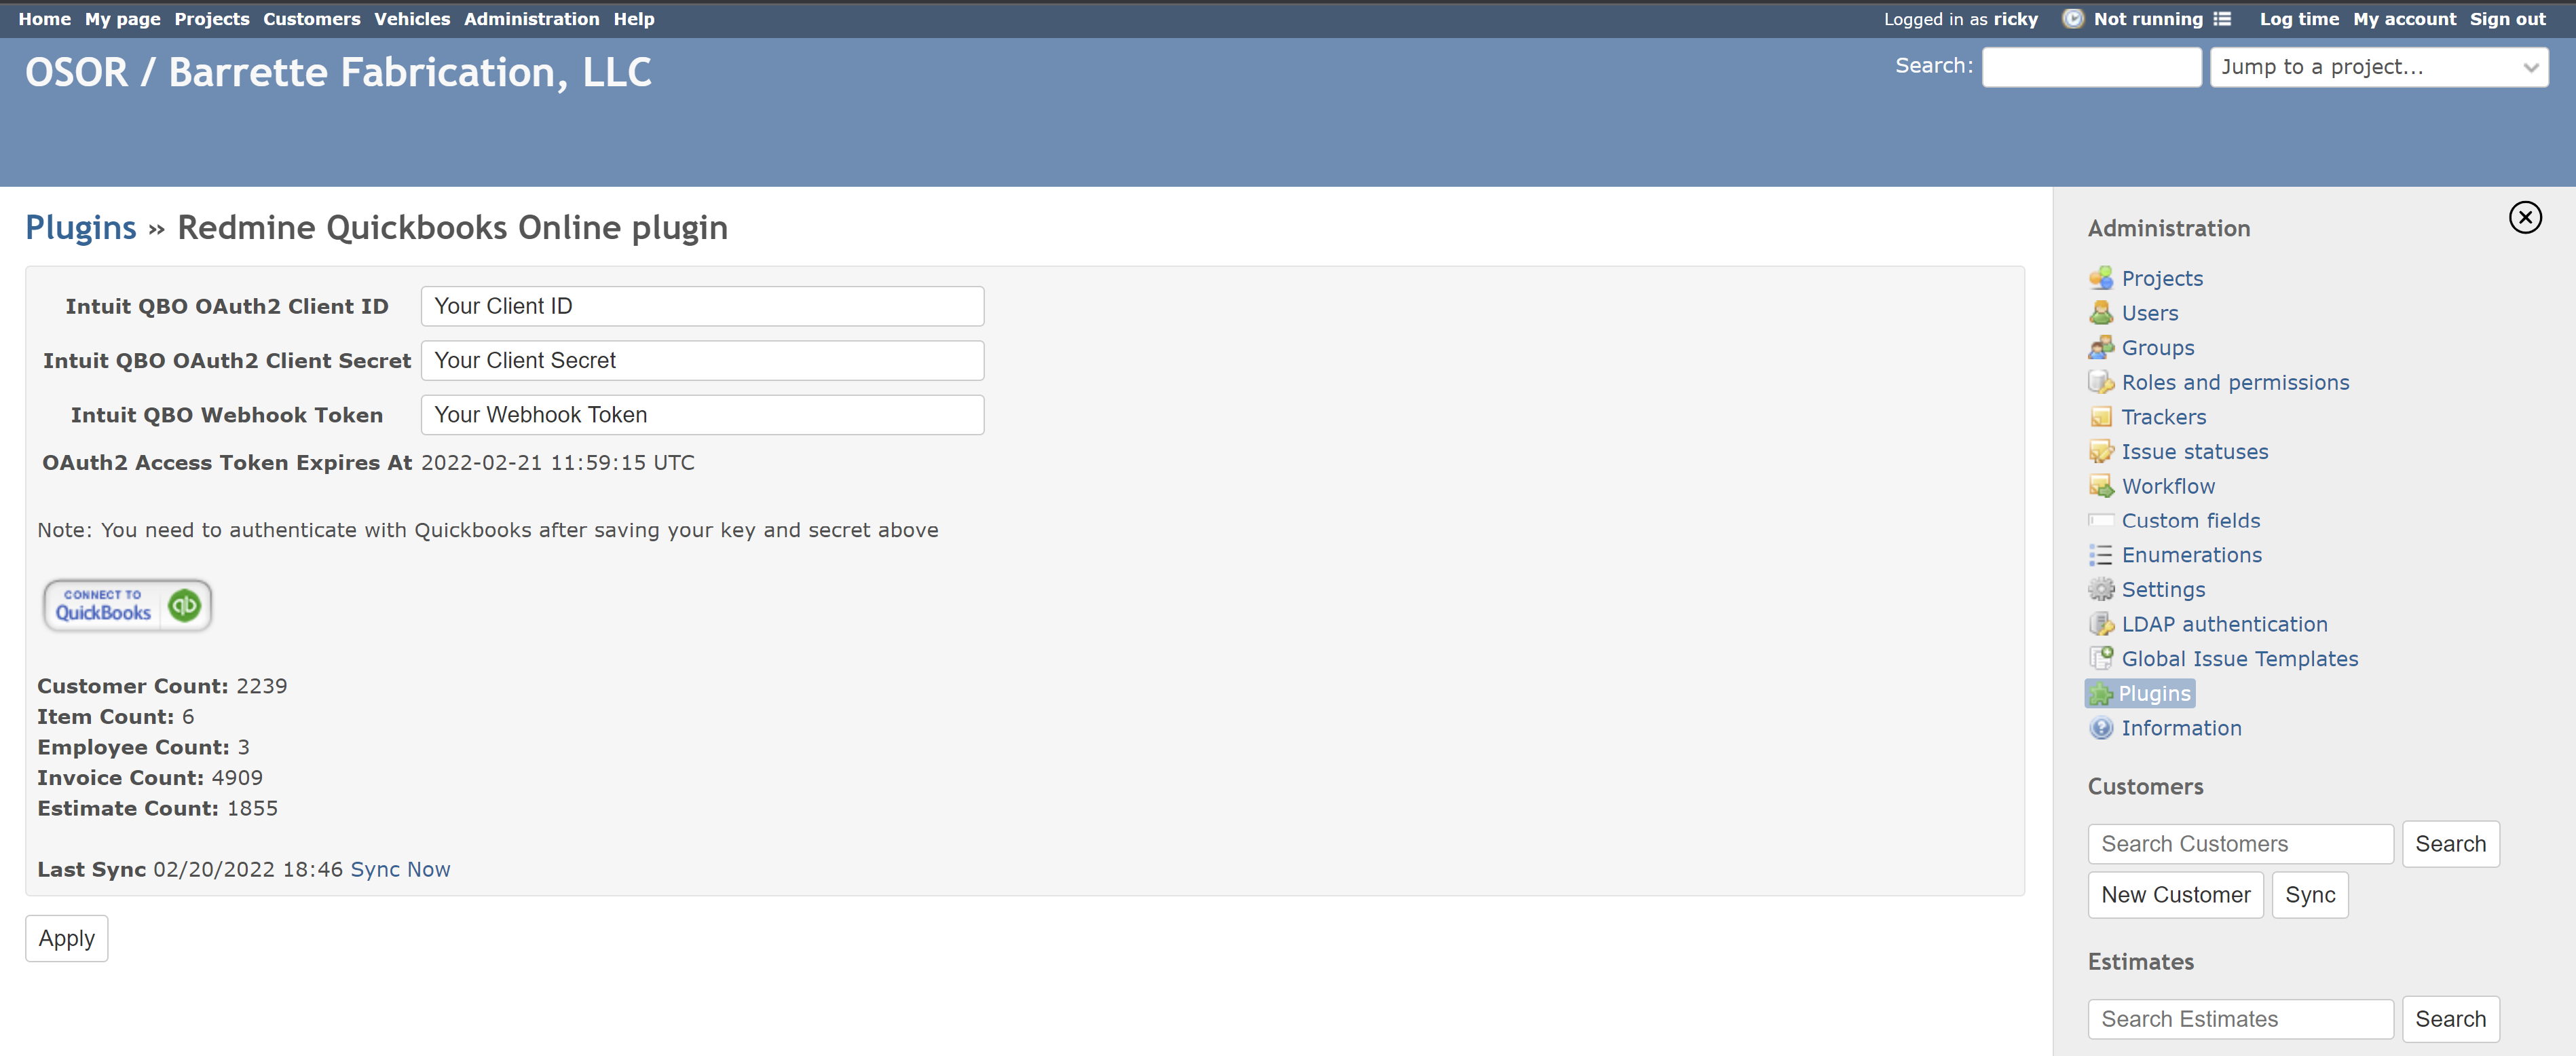 Home My page Projects Customers Vehicles Administration Help
Logged in as ricky Not running Log time My account Sign out
OSOR / Barrette Fabrication, LLC
Search: Jump to a project...
Plugins » Redmine Quickbooks Online plugin
Intuit QBO OAuth2 Client ID Your Client ID
Intuit QBO OAuth2 Client Secret Your Client Secret
Intuit QBO Webhook Token Your Webhook Token
OAuth2 Access Token Expires At 2022-02-21 11:59:15 UTC
Note: You need to authenticate with Quickbooks after saving your key and secret above
CONNECT TO
QuickBooks qb
Customer Count: 2239
Item Count: 6
Employee Count: 3
Invoice Count: 4909
Estimate Count: 1855
Last Sync 02/20/2022 18:46 Sync Now
Apply
Administration
Projects
Users
Groups
Roles and permissions
Trackers
Issue statuses
Workflow
Custom fields
Enumerations
Settings
LDAP authentication
Global Issue Templates
Plugins
Information
Customers
Search Customers Search
New Customer Sync
Estimates
Search Estimates Search